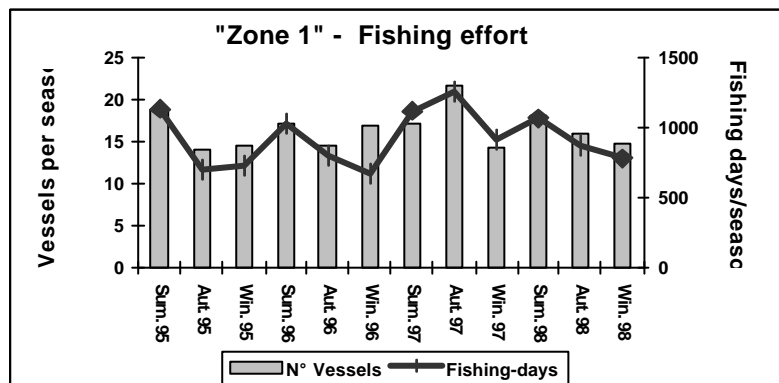 "Zone 1" - Fishing effort
Vessels per seaso
25
20
15
10
5
0
1500
1000
500
0
Fishing days/seaso
Sum. 95
Aut. 95
Win. 95
Sum. 96
Aut. 96
Win. 96
Sum. 97
Aut. 97
Win. 97
Sum. 98
Aut. 98
Win. 98
N° Vessels
Fishing-days